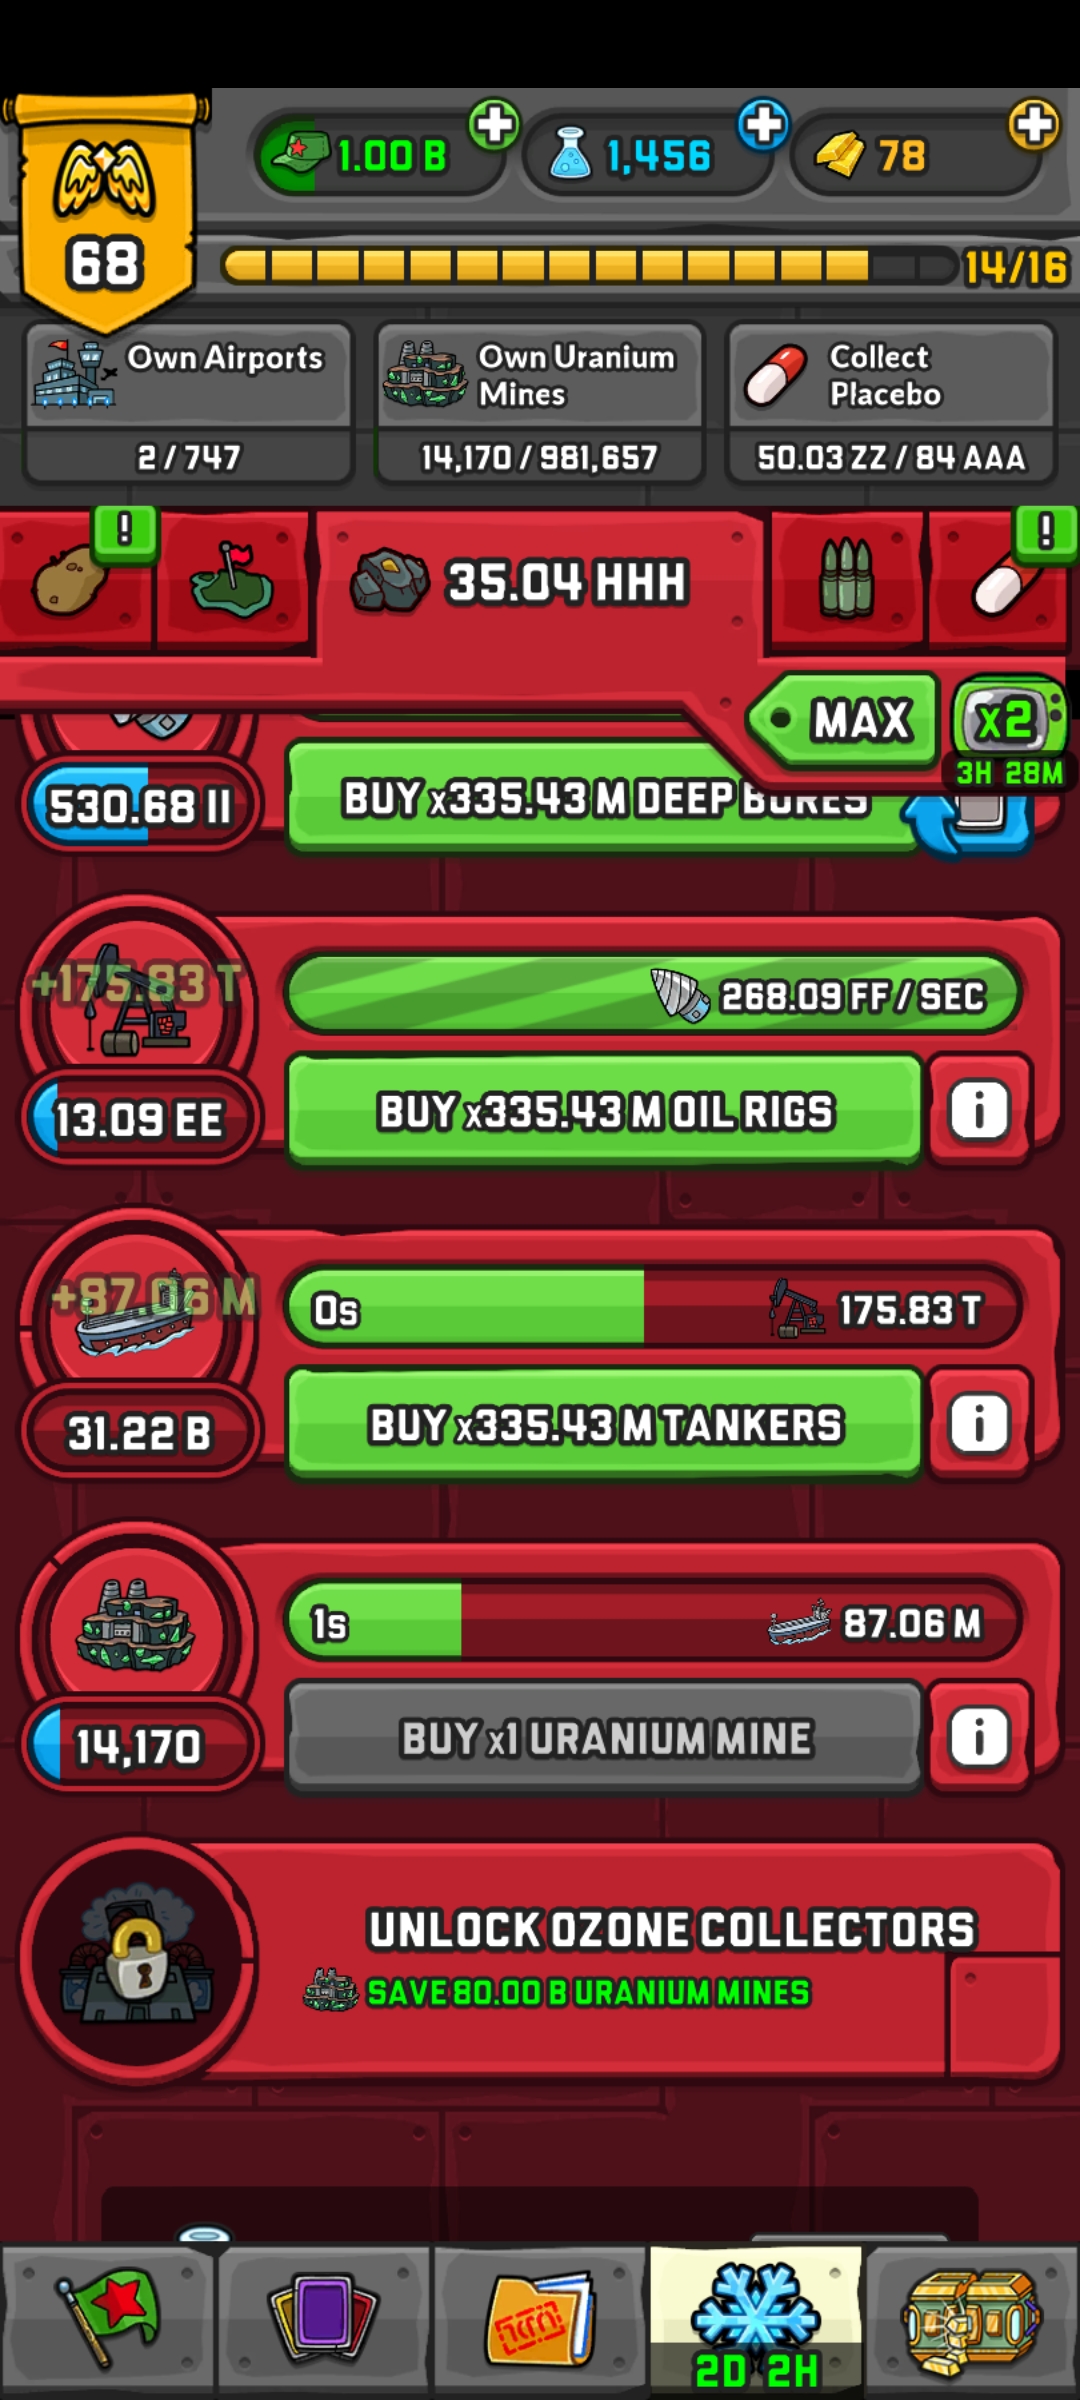 1.00 B
1,456
78
68
14/16
Own Airports
2 / 747
Own Uranium
Mines
14,170 / 981,657
Collect
Placebo
50.03 ZZ / 84 AAA
!
35.04 HHH
!
MAX
x2
3H 28M
530.68 II
BUY x335.43 M DEEP BORES
+175.83 T
268.09 FF / SEC
13.09 EE
BUY x335.43 M OIL RIGS
i
+87.06 M
0s
175.83 T
31.22 B
BUY x335.43 M TANKERS
i
1s
87.06 M
14,170
BUY x1 URANIUM MINE
i
UNLOCK OZONE COLLECTORS
SAVE 80.00 B URANIUM MINES
2D 2H